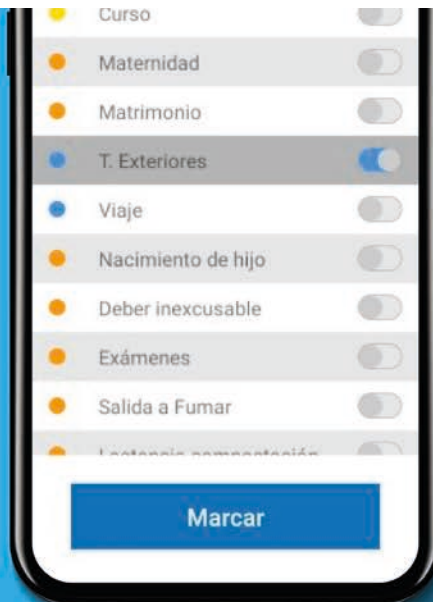 Curso
Maternidad
Matrimonio
T. Exteriores
Viaje
Nacimiento de hijo
Deber inexcusable
Exámenes
Salida a Fumar
Marcar